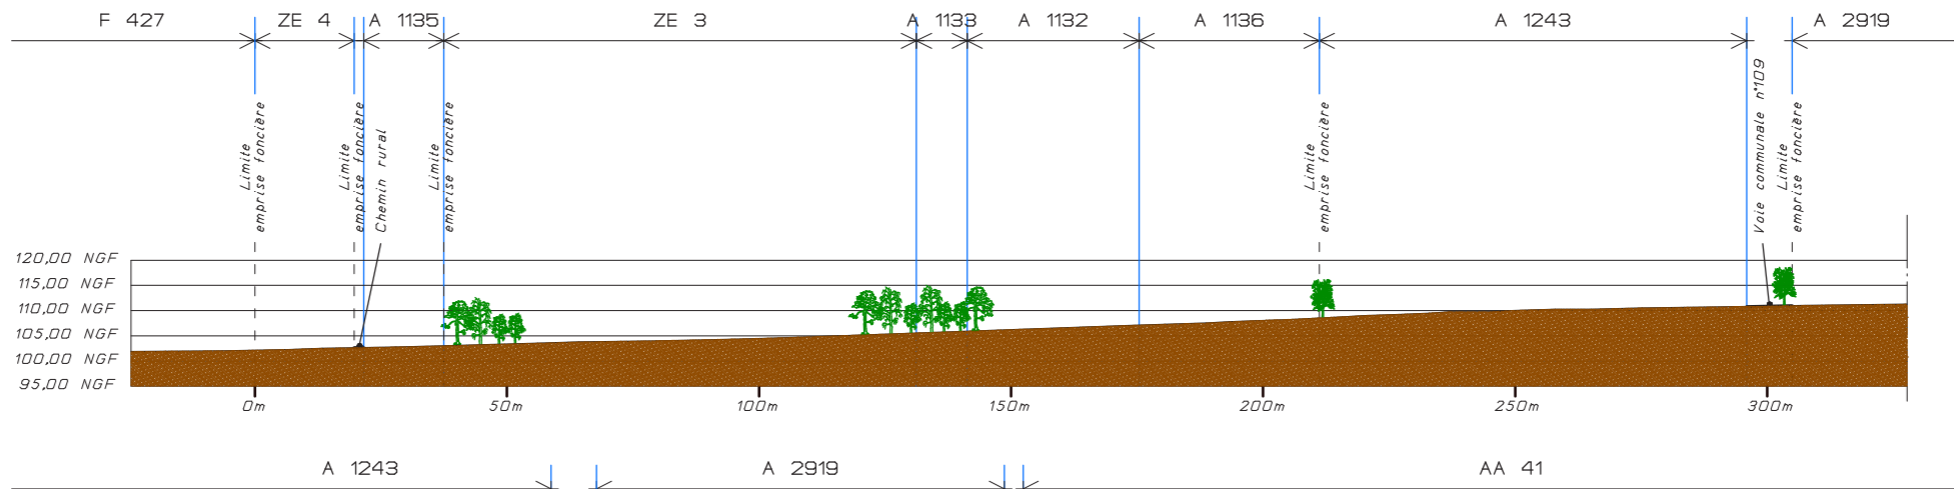 F 427 ZE 4 A 1135 ZE 3 A 1133 A 1132 A 1136 A 1243 A 2919
Limite
emprise foncière
Limite
emprise foncière
Chemin rural
Limite
emprise foncière
Limite
emprise foncière
Voie communale n°109
Limite
emprise foncière
120,00 NGF
115,00 NGF
110,00 NGF
105,00 NGF
100,00 NGF
95,00 NGF
0m 50m 100m 150m 200m 250m 300m
A 1243 A 2919 AA 41